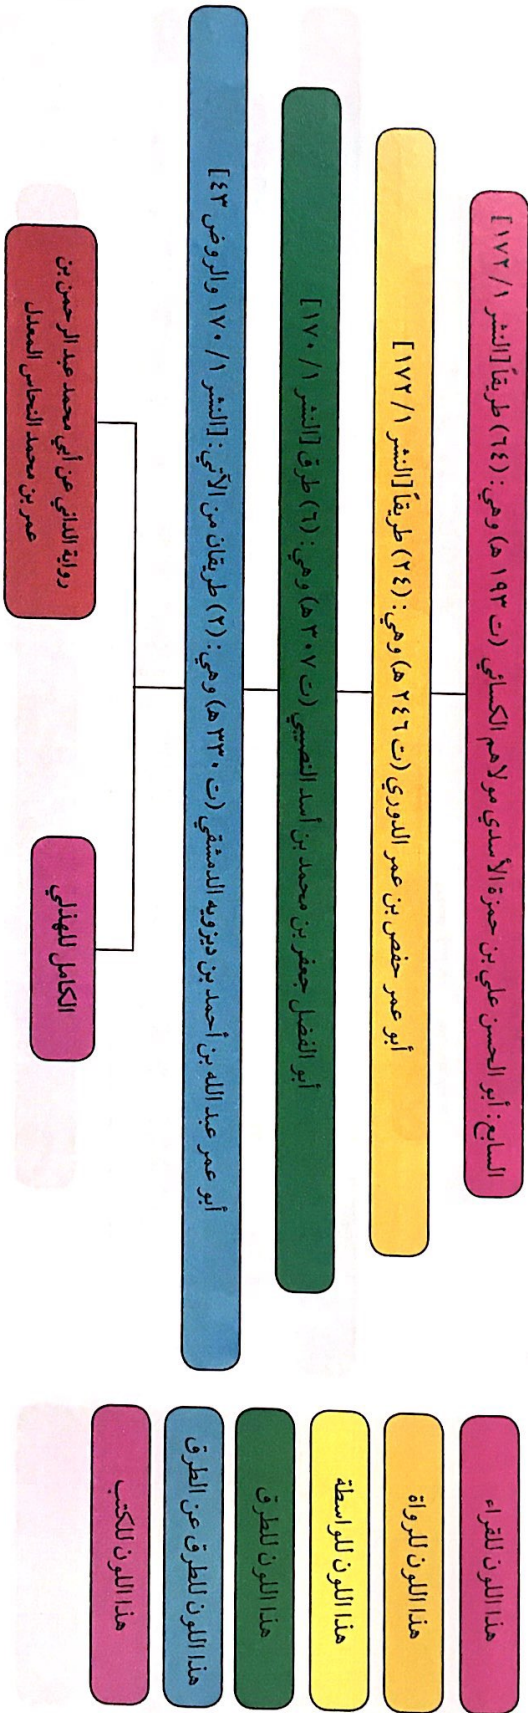 السابع: أبو الحسن علي بن حمزة الأسدي مولاهم الكسائي (ت ١٩٣ هـ) وهي: (٦٤) طريقاً [النشر ١/ ١٧٢]
أبو عمر حفص بن عمر الدوري (ت ٢٤٦ هـ) وهي: (٢٤) طريقاً [النشر ١/ ١٧٢]
أبو الفضل جعفر بن محمد بن أسد النصيبي (ت ٣٠٧ هـ) وهي: (٦) طرق [النشر ١/ ١٧٠]
أبو عمر عبد الله بن أحمد بن ديزويه الدمشقي (ت ٣٣٠ هـ) وهي: (٢) طريقان من الآتي: [النشر ١/ ١٧٠ والروض ٤٣]
الكامل للهذلي
رواية الداني عن أبي محمد عبد الرحمن بن
عمر بن محمد النحاس المعدل
هذا اللون للقراء
هذا اللون للرواة
هذا اللون للواسطة
هذا اللون للطرق
هذا اللون للطرق عن الطرق
هذا اللون للكتب